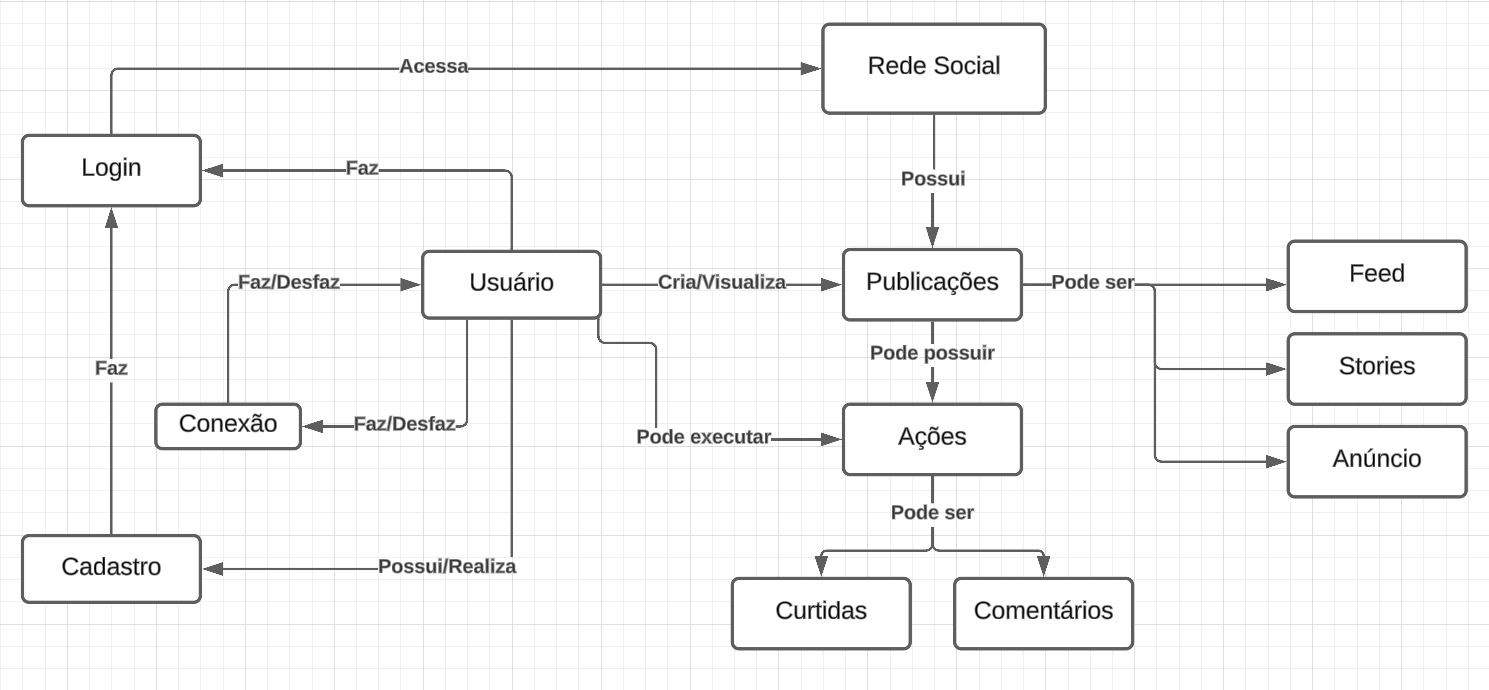 Rede Social
Acessa
Login
Faz
Possui
Usuário
Faz/Desfaz
Cria/Visualiza
Publicações
Pode ser
Feed
Pode possuir
Stories
Faz
Conexão
Faz/Desfaz
Pode executar
Ações
Anúncio
Pode ser
Cadastro
Possui/Realiza
Curtidas
Comentários